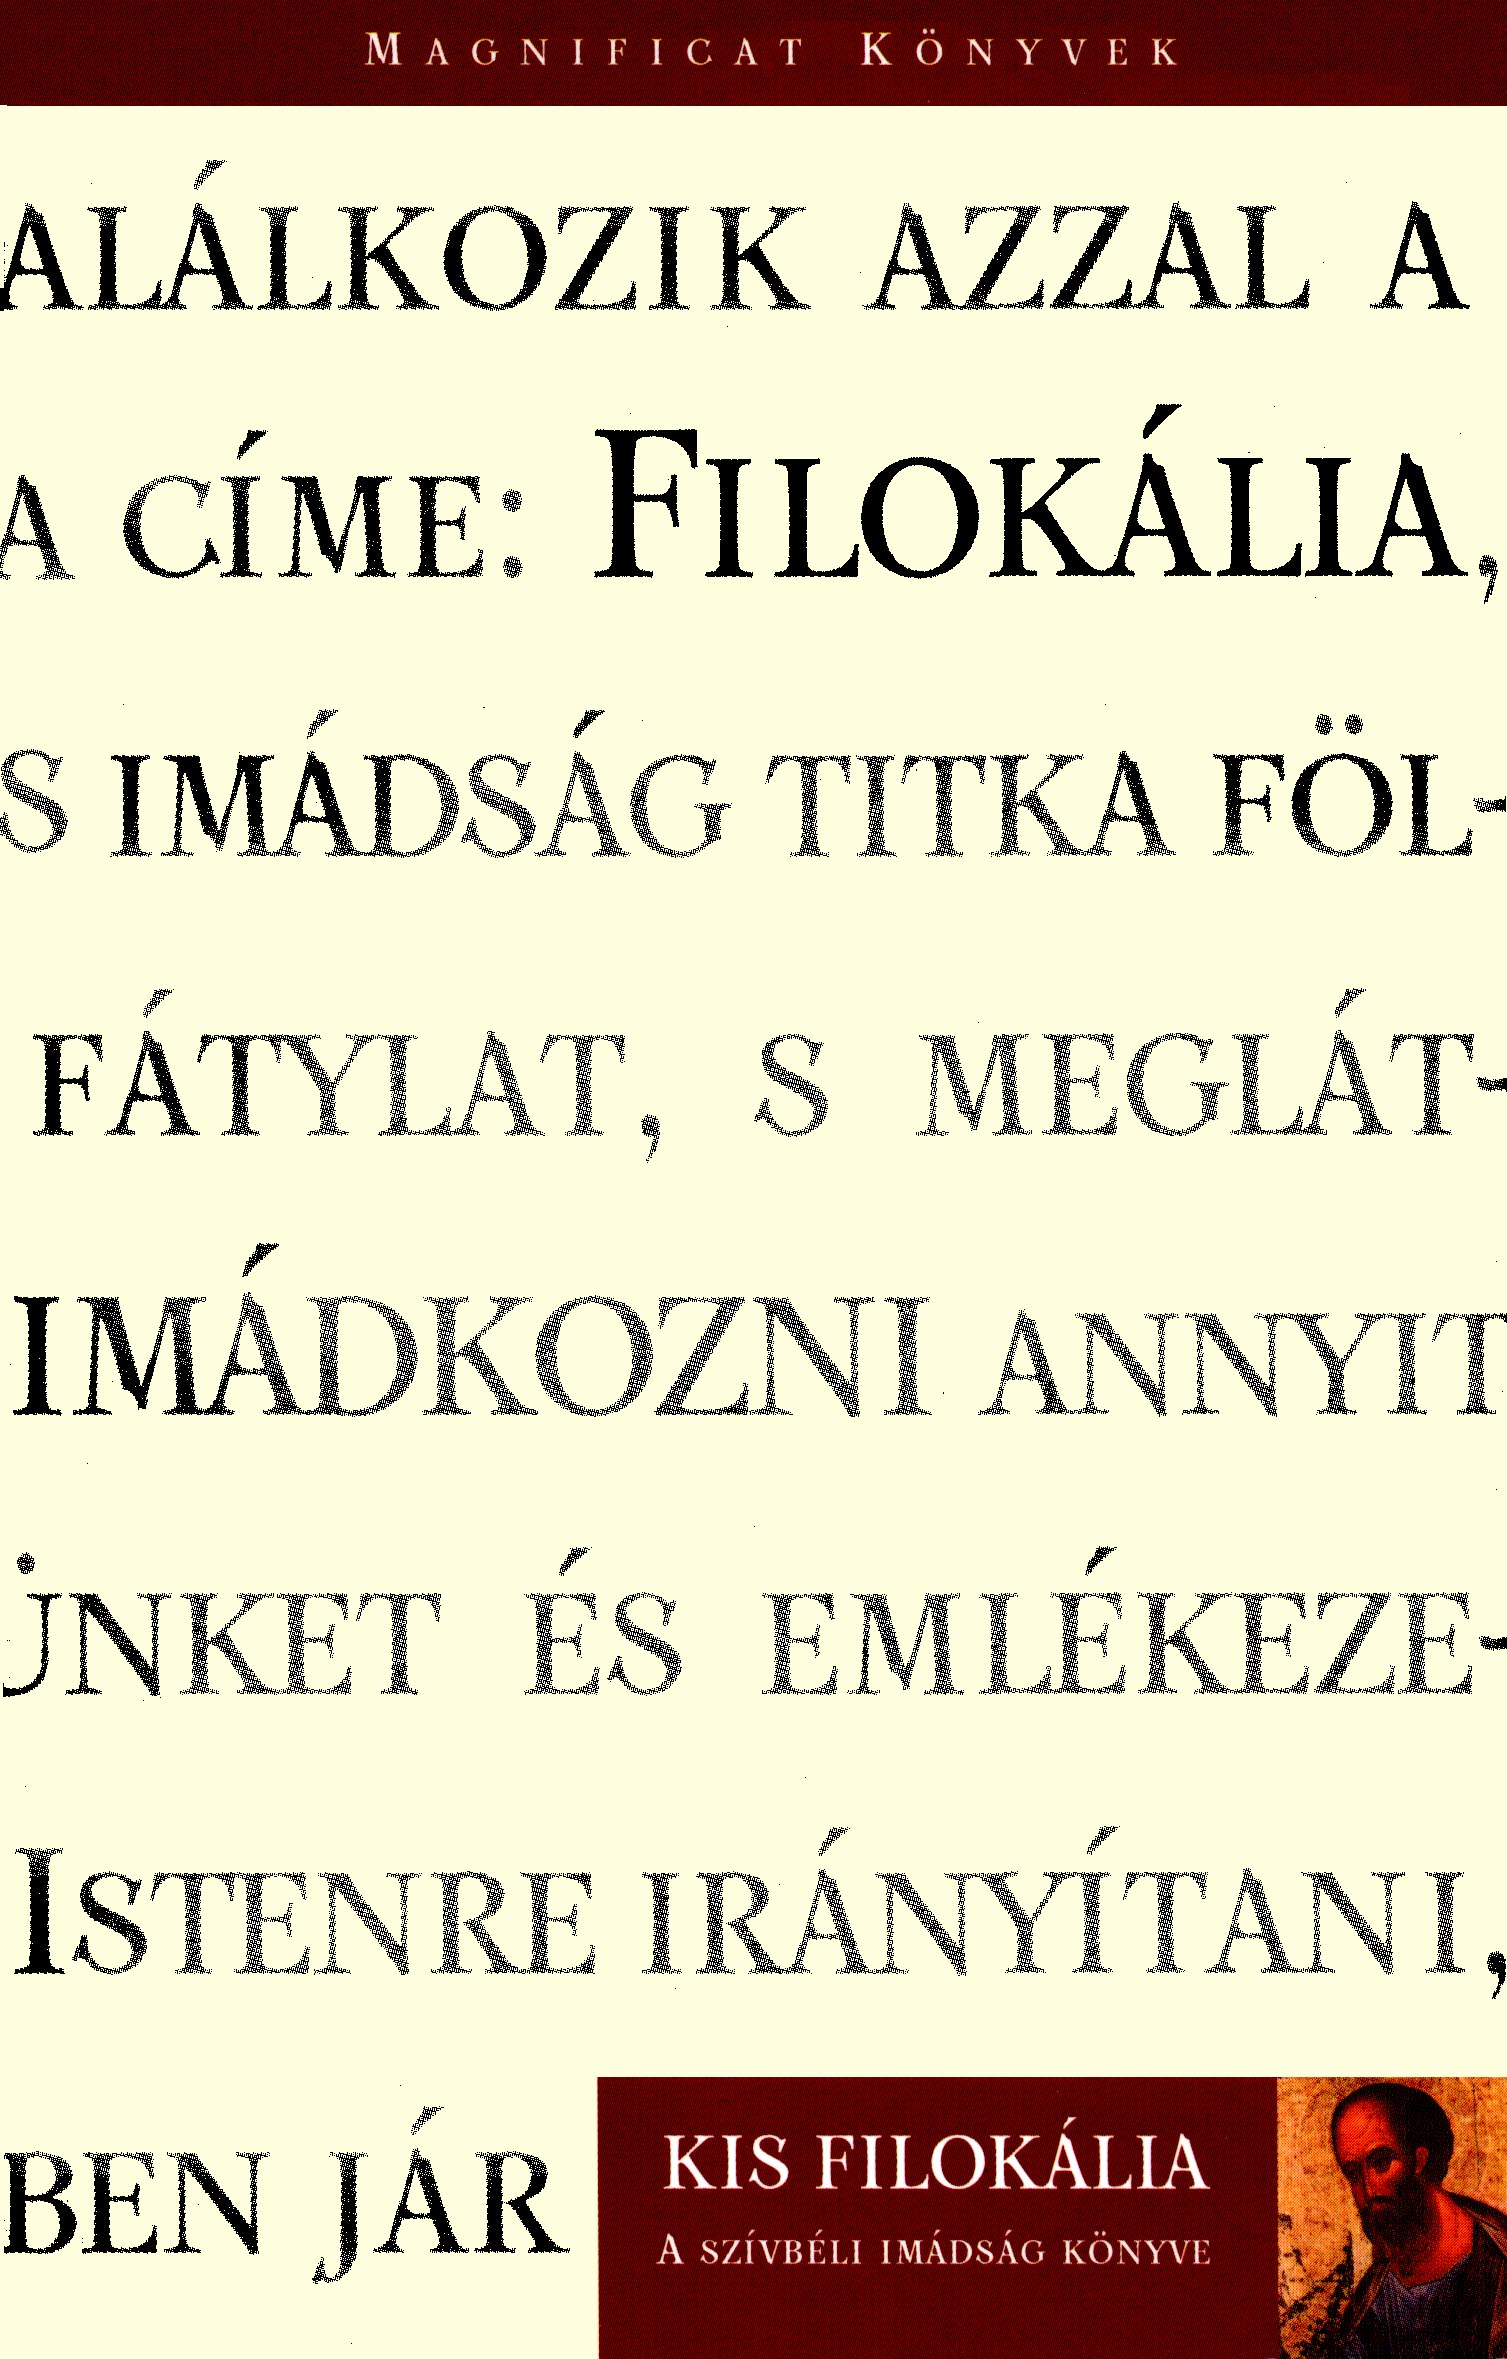 MAGNIFICAT KÖNYVEK
ALÁLKOZIK AZZAL A
A CÍME: FILOKÁLIA,
S IMÁDSÁG TITKA FÖL-
FÁTYLAT, S MEGLÁT-
IMÁDKOZNI ANNYIT
ÜNKET ÉS EMLÉKEZE-
ISTENRE IRÁNYÍTANI,
BEN JÁR
KIS FILOKÁLIA
A SZÍVBÉLI IMÁDSÁG KÖNYVE